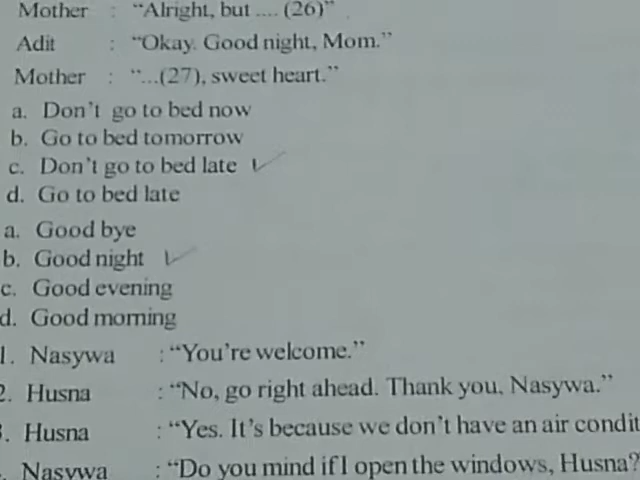 Mother : “Alright, but .... (26)”
Adit : “Okay. Good night, Mom.”
Mother : “...(27), sweet heart.”
a. Don't go to bed now
b. Go to bed tomorrow
c. Don't go to bed late
d. Go to bed late
a. Good bye
b. Good night
c. Good evening
d. Good morning
1. Nasywa : “You're welcome.”
2. Husna : “No, go right ahead. Thank you, Nasywa.”
. Husna : “Yes. It's because we don't have an air condit
. Nasywa : “Do you mind if I open the windows, Husna?